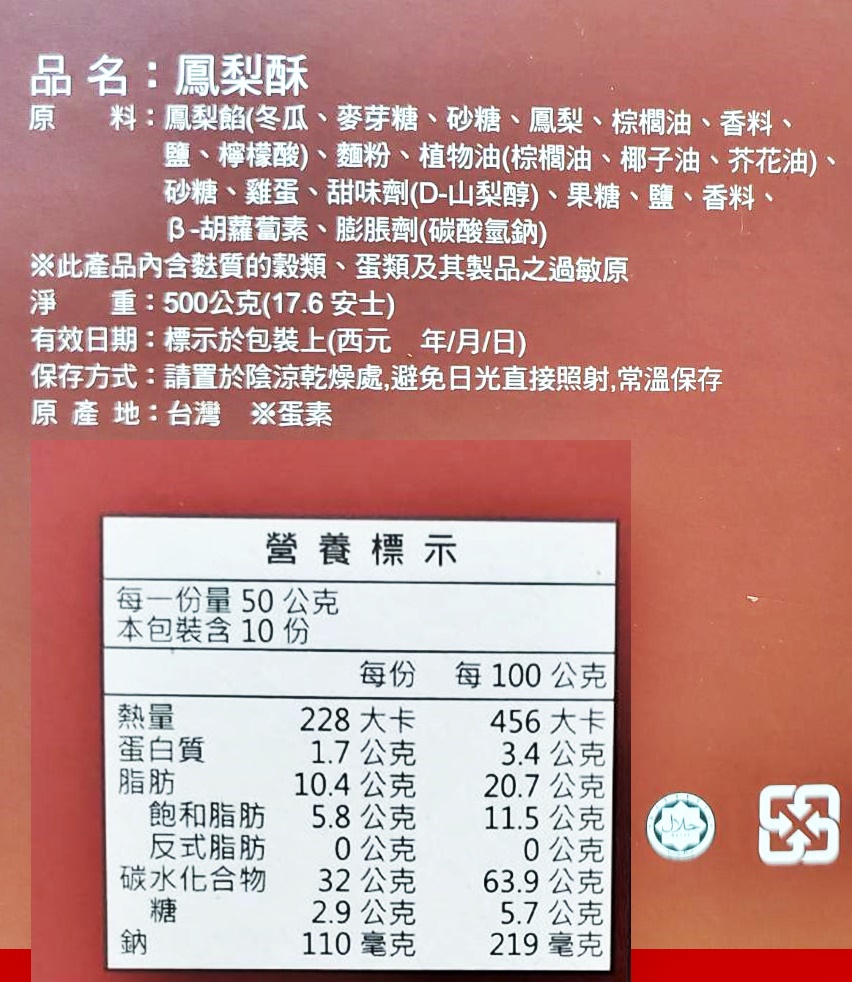 品名：鳳梨酥
原料：鳳梨餡(冬瓜、麥芽糖、砂糖、鳳梨、棕櫚油、香料、
鹽、檸檬酸)、麵粉、植物油(棕櫚油、椰子油、芥花油)、
砂糖、雞蛋、甜味劑(D-山梨醇)、果糖、鹽、香料、
β-胡蘿蔔素、膨脹劑(碳酸氫鈉)
※此產品內含麩質的穀類、蛋類及其製品之過敏原
淨重：500公克(17.6 安士)
有效日期：標示於包裝上(西元 年/月/日)
保存方式：請置於陰涼乾燥處,避免日光直接照射,常溫保存
原產地：台灣 ※蛋素
營養標示
每一份量 50 公克
本包裝含 10 份
每份 每 100 公克
熱量 228 大卡 456 大卡
蛋白質 1.7 公克 3.4 公克
脂肪 10.4 公克 20.7 公克
飽和脂肪 5.8 公克 11.5 公克
反式脂肪 0 公克 0 公克
碳水化合物 32 公克 63.9 公克
糖 2.9 公克 5.7 公克
鈉 110 毫克 219 毫克
حلال